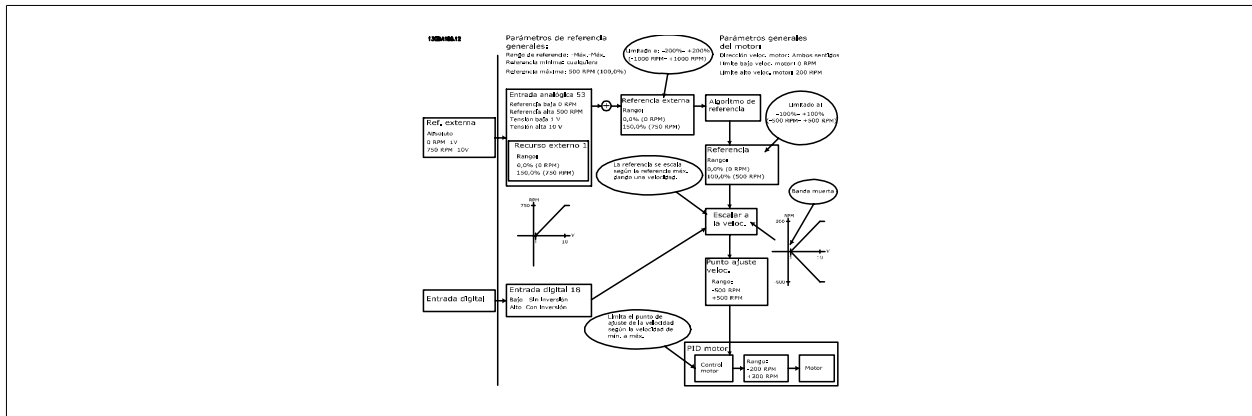 Parámetros de referencia
generales:
Rango de referencia: -Máx.-Máx.
Referencia mínima: cualquiera
Referencia máxima: 500 RPM (100,0%)
Limitado a: -200%- +200%
(-1000 RPM- +1000 RPM)
Parámetros generales
del motor:
Dirección veloc. motor: Ambos sentidos
Límite bajo veloc. motor: 0 RPM
Límite alto veloc. motor: 200 RPM
Ref. externa
Absoluto
0 RPM 1V
750 RPM 10V
Entrada analógica 53
Referencia baja 0 RPM
Referencia alta 500 RPM
Tensión baja 1 V
Tensión alta 10 V
Recurso externo 1
Rango:
0,0% (0 RPM)
150,0% (750 RPM)
Referencia externa
Rango:
0,0% (0 RPM)
150,0% (750 RPM)
Algoritmo de
referencia
Limitado a:
-100%- +100%
(-500 RPM- +500 RPM)
Referencia
Rango:
0,0% (0 RPM)
100,0% (500 RPM)
La referencia se escala
según la referencia máx.
dando una velocidad.
Banda muerta
RPM
750
V
10
Escalar a
la veloc.
RPM
V
10
-500
Punto ajuste
veloc.
Rango:
-500 RPM
+500 RPM
Entrada digital
Entrada digital 18
Bajo Sin inversión
Alto Con inversión
Limita el punto de
ajuste de la velocidad
según la velocidad de
mín. a máx.
PID motor
Control
motor
Rango:
-200 RPM
+300 RPM
Motor